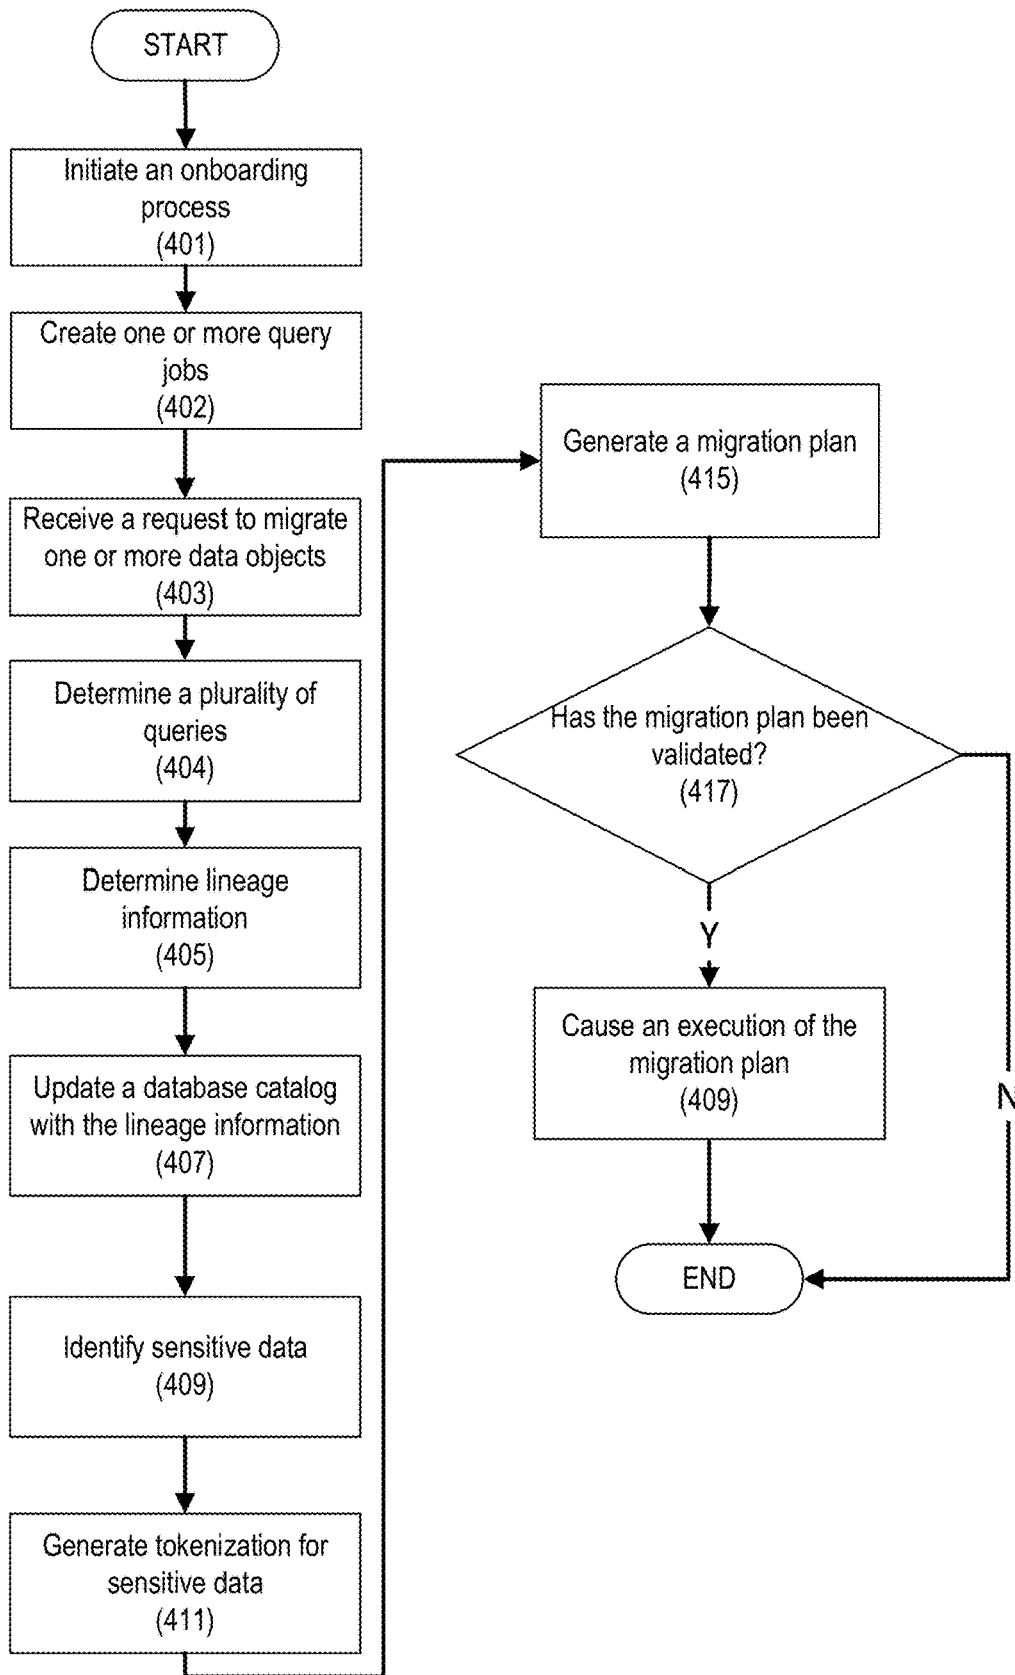 START
Initiate an onboarding
process
(401)
Create one or more query
jobs
(402)
Receive a request to migrate
one or more data objects
(403)
Determine a plurality of
queries
(404)
Determine lineage
information
(405)
Update a database catalog
with the lineage information
(407)
Identify sensitive data
(409)
Generate tokenization for
sensitive data
(411)
Generate a migration plan
(415)
Has the migration plan been
validated?
(417)
Y
N
Cause an execution of the
migration plan
(409)
END